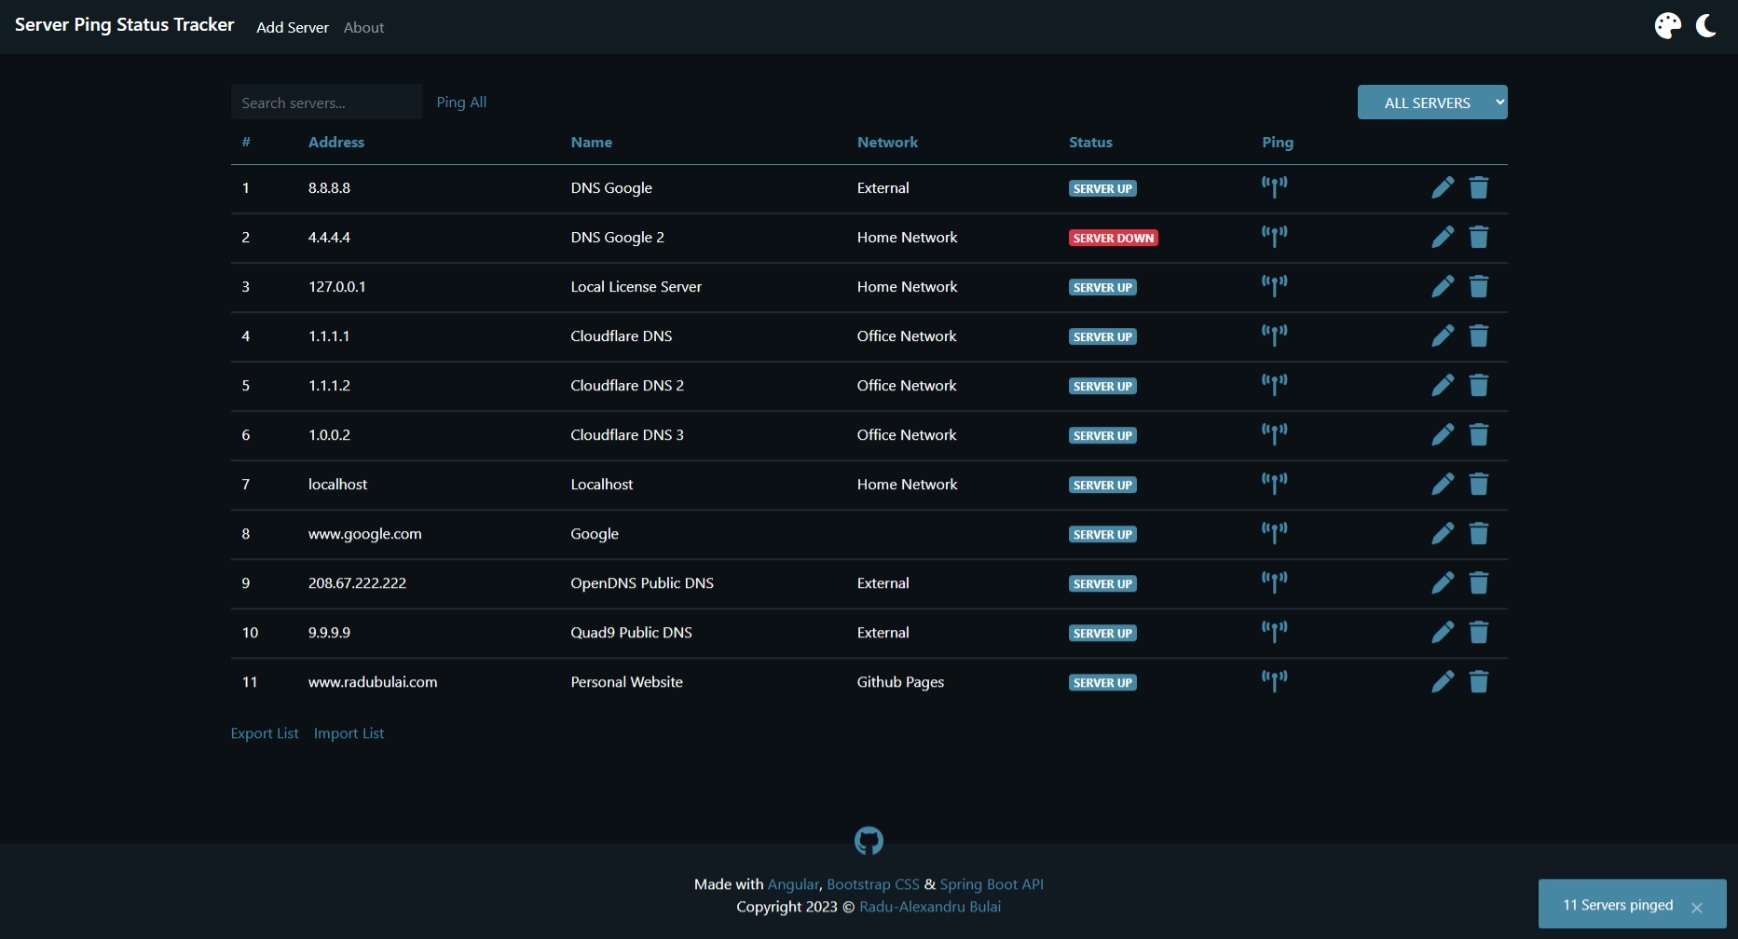 Server Ping Status Tracker Add Server About
Search servers... Ping All ALL SERVERS
# Address Name Network Status Ping
1 8.8.8.8 DNS Google External SERVER UP
2 4.4.4.4 DNS Google 2 Home Network SERVER DOWN
3 127.0.0.1 Local License Server Home Network SERVER UP
4 1.1.1.1 Cloudflare DNS Office Network SERVER UP
5 1.1.1.2 Cloudflare DNS 2 Office Network SERVER UP
6 1.0.0.2 Cloudflare DNS 3 Office Network SERVER UP
7 localhost Localhost Home Network SERVER UP
8 www.google.com Google SERVER UP
9 208.67.222.222 OpenDNS Public DNS External SERVER UP
10 9.9.9.9 Quad9 Public DNS External SERVER UP
11 www.radubulai.com Personal Website Github Pages SERVER UP
Export List Import List
Made with Angular, Bootstrap CSS & Spring Boot API
Copyright 2023 © Radu-Alexandru Bulai
11 Servers pinged